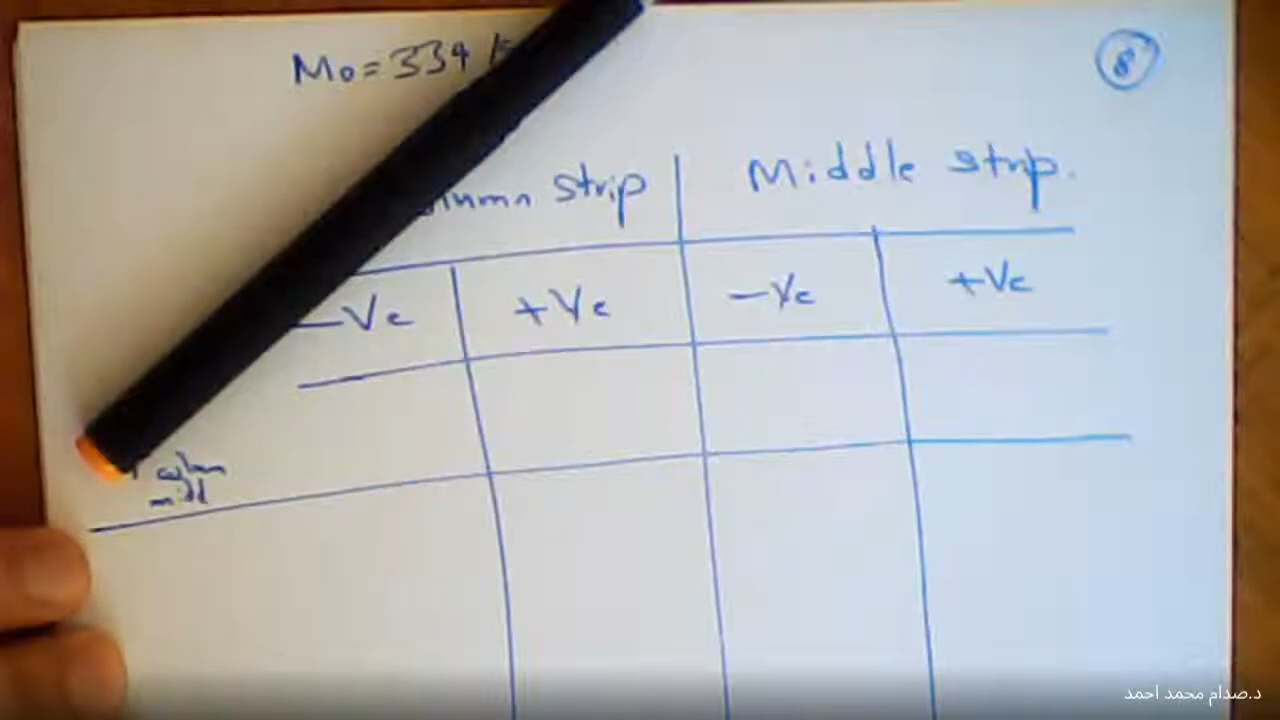 Mo = 334
8
strip
Middle strip.
-Ve +Ve -Ve +Ve
د.صدام محمد احمد